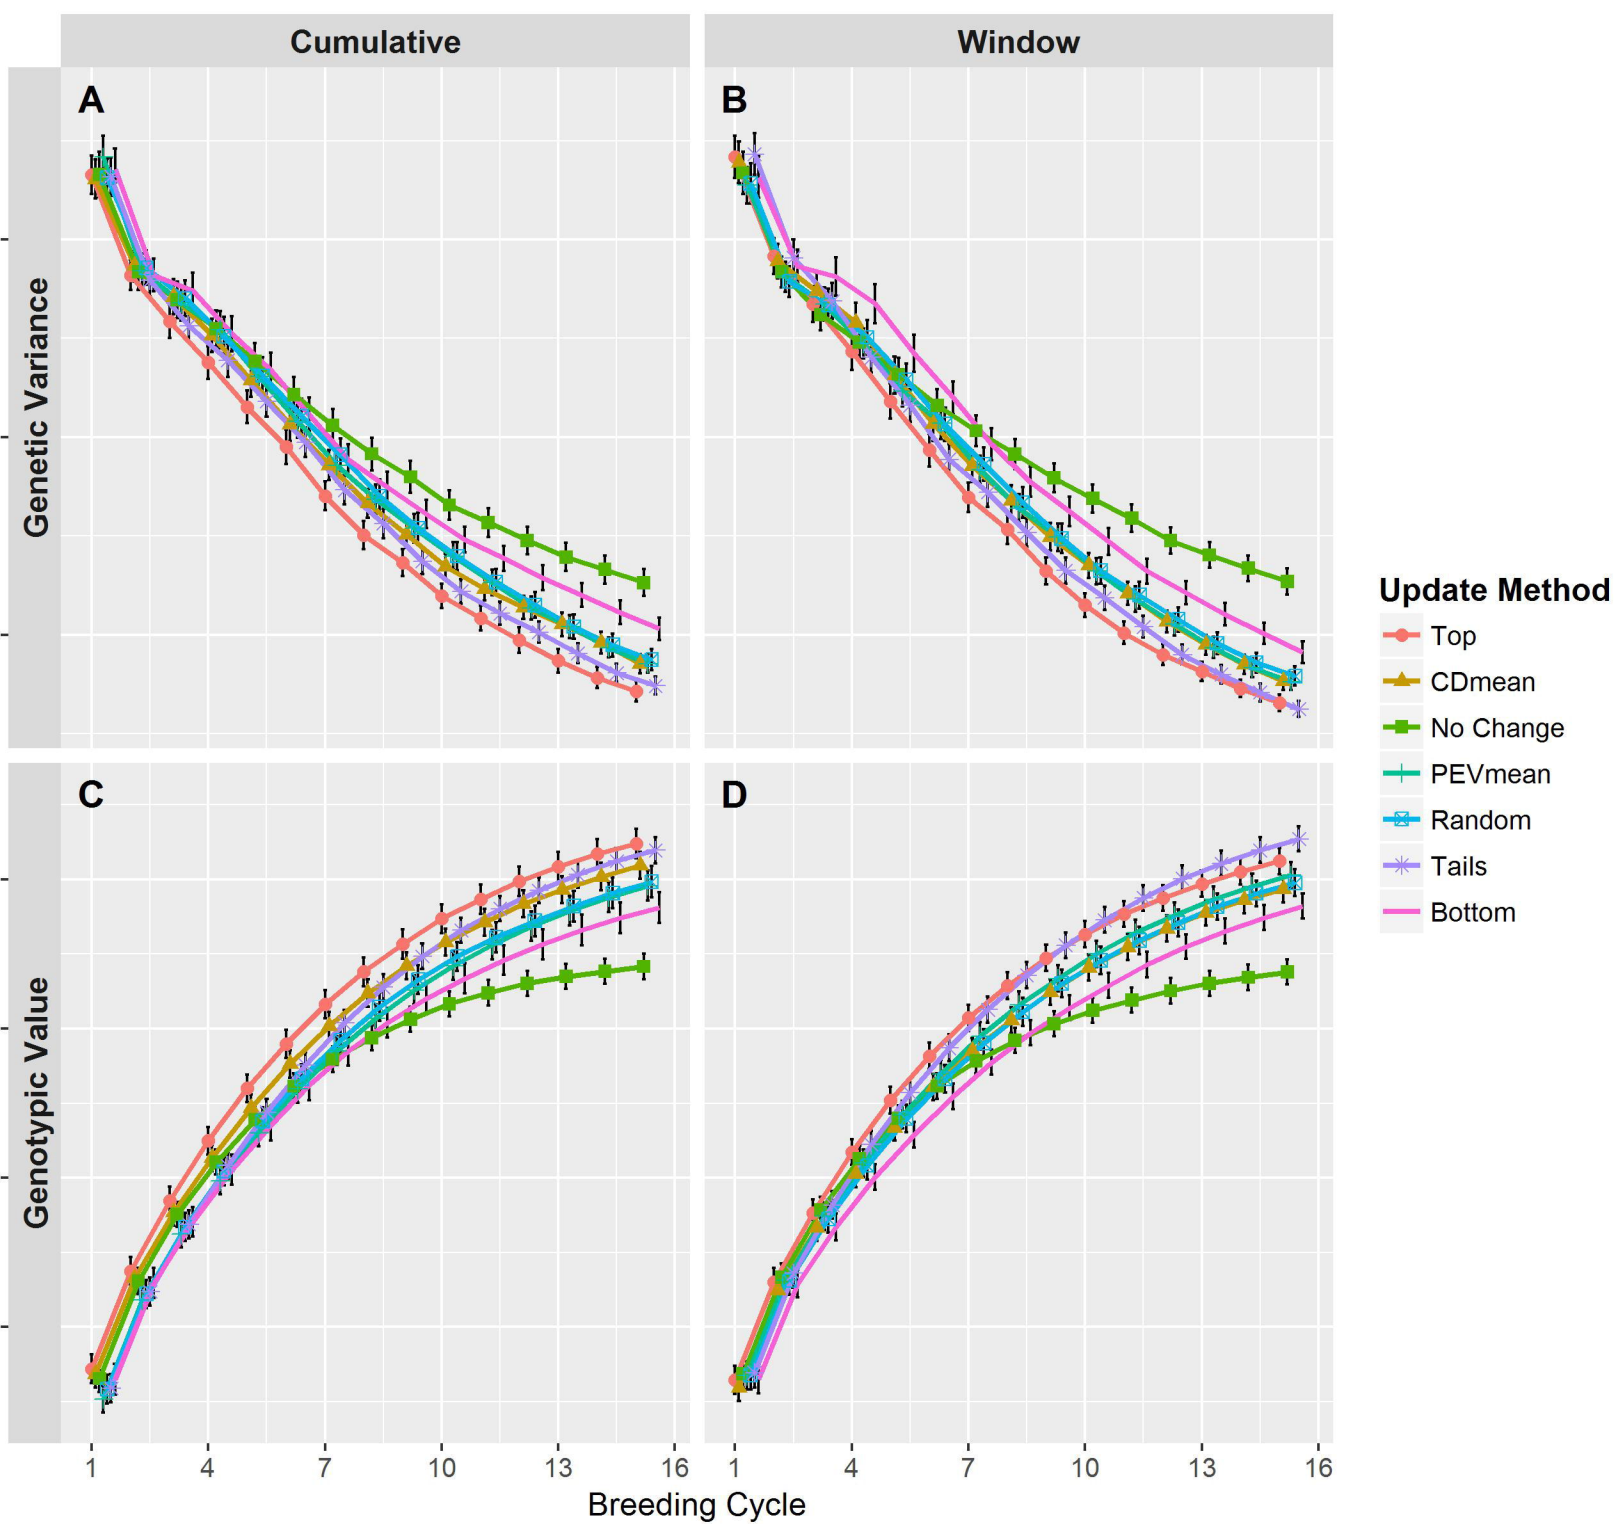 Cumulative
Window
A
B
Genetic Variance
C
D
Genotypic Value
1 4 7 10 13 16
1 4 7 10 13 16
Breeding Cycle
Update Method
Top
CDmean
No Change
PEVmean
Random
Tails
Bottom